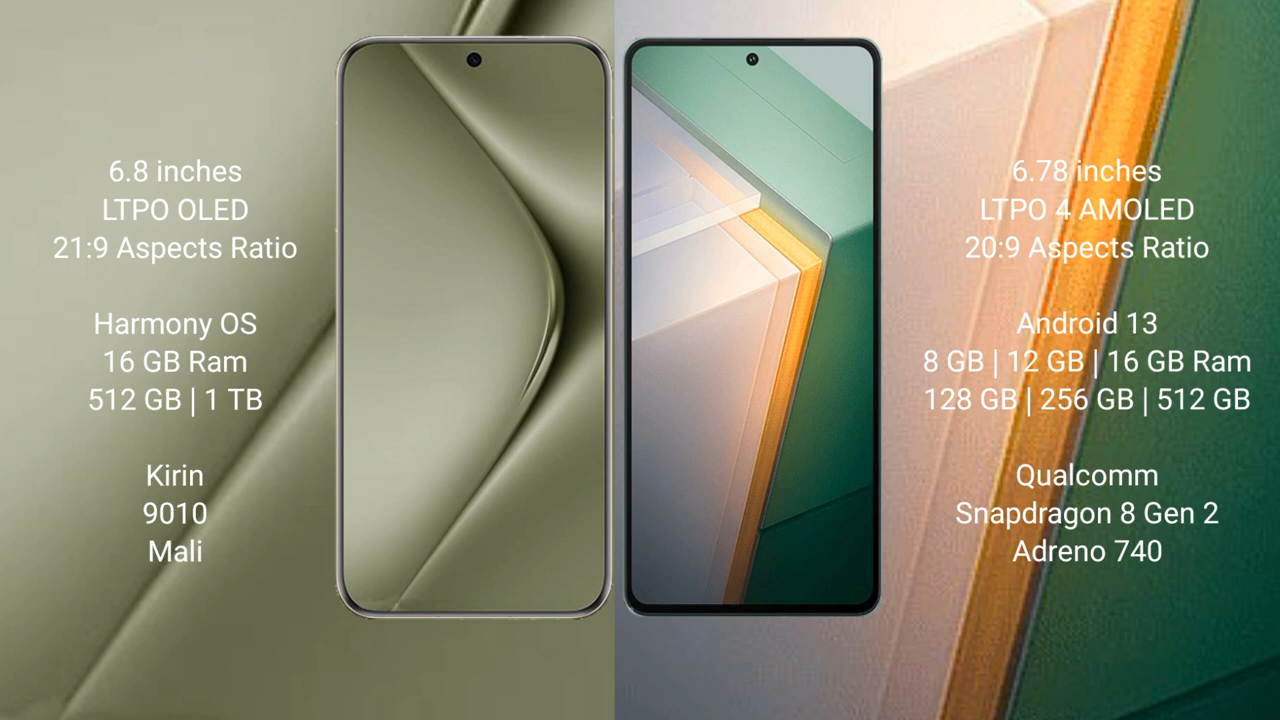 6.8 inches
LTPO OLED
21:9 Aspects Ratio
Harmony OS
16 GB Ram
512 GB | 1 TB
Kirin
9010
Mali
6.78 inches
LTPO 4 AMOLED
20:9 Aspects Ratio
Android 13
8 GB | 12 GB | 16 GB Ram
128 GB | 256 GB | 512 GB
Qualcomm
Snapdragon 8 Gen 2
Adreno 740